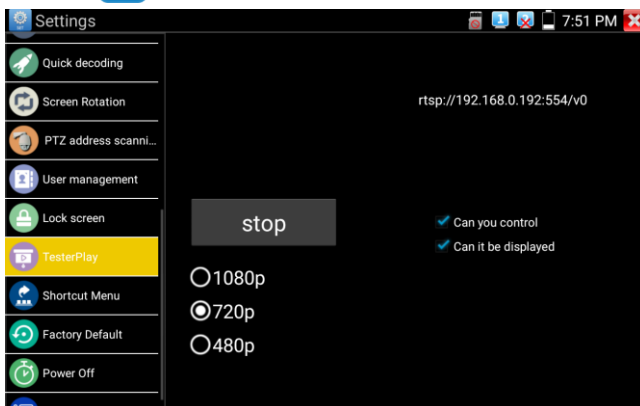 Settings
7:51 PM
Quick decoding
Screen Rotation
PTZ address scanni...
User management
Lock screen
TesterPlay
Shortcut Menu
Factory Default
Power Off
rtsp://192.168.0.192:554/v0
stop
Can you control
Can it be displayed
1080p
720p
480p